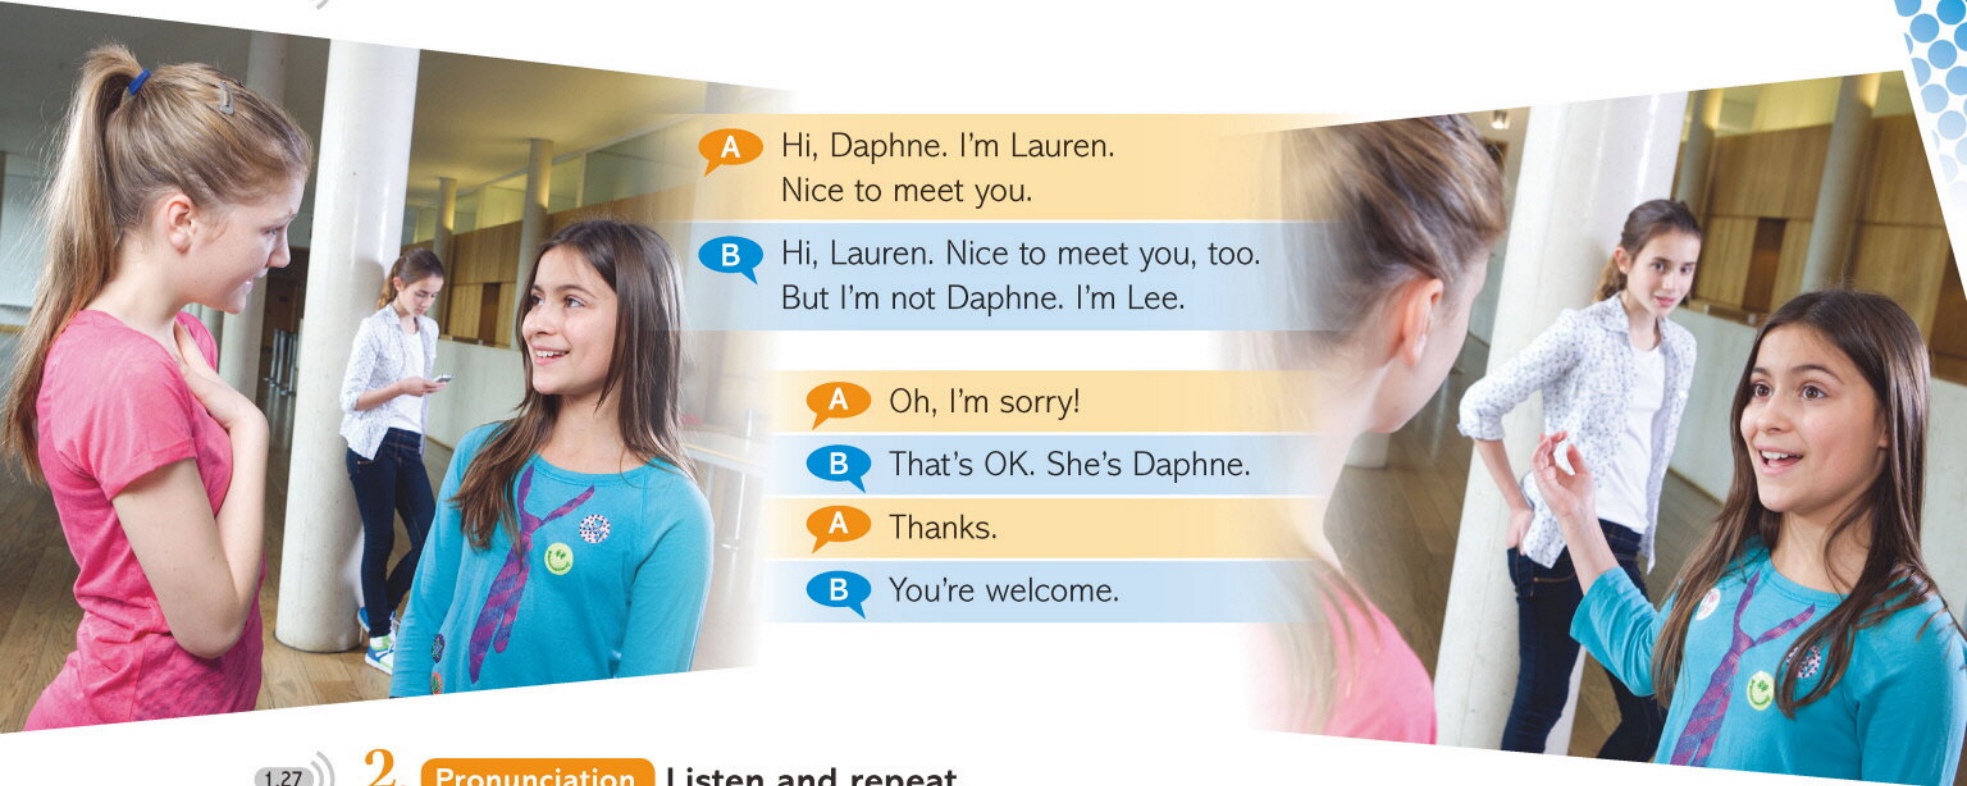 A Hi, Daphne. I'm Lauren.
Nice to meet you.
B Hi, Lauren. Nice to meet you, too.
But I'm not Daphne. I'm Lee.
A Oh, I'm sorry!
B That's OK. She's Daphne.
A Thanks.
B You're welcome.
1.27 2. Pronunciation Listen and repeat